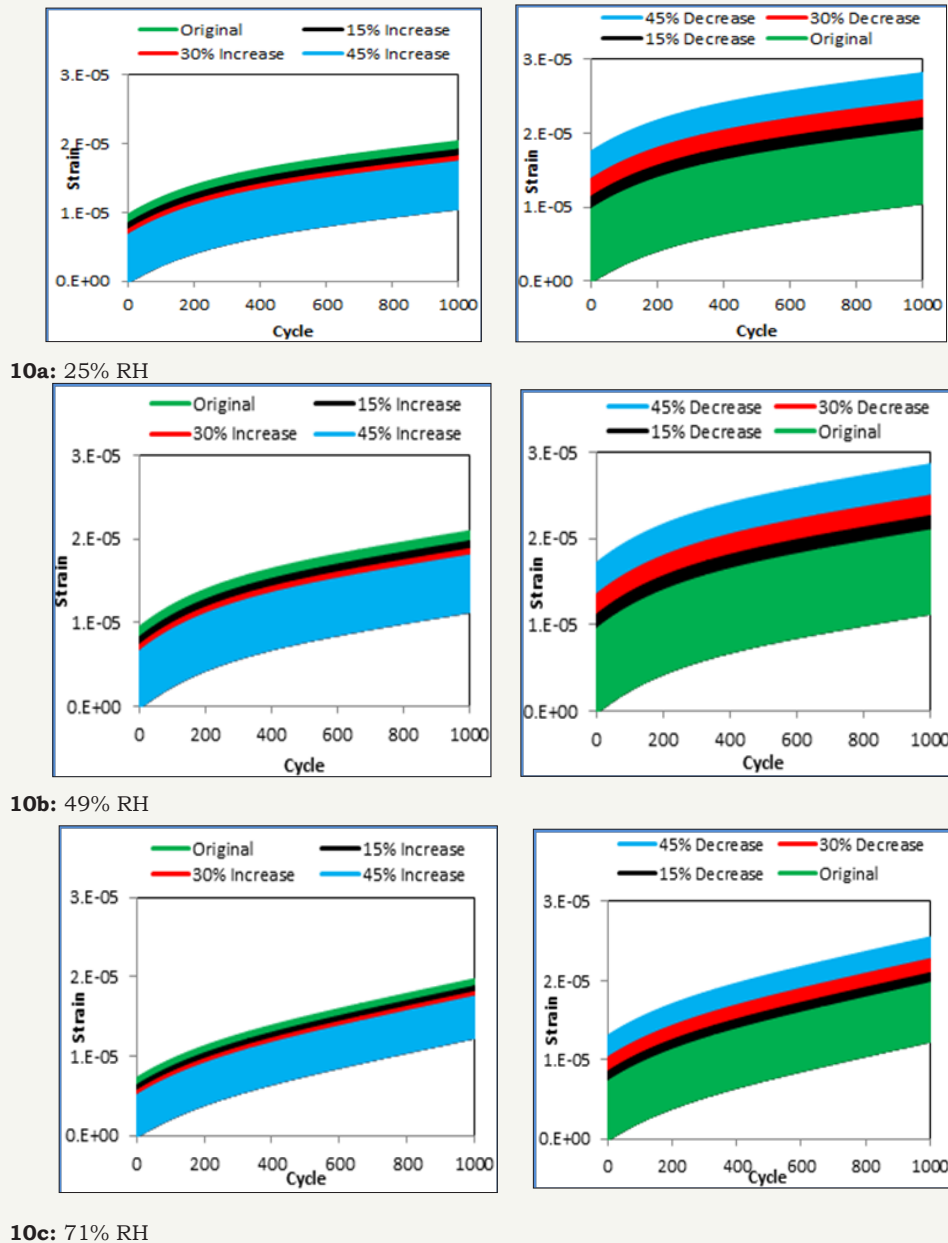 Original 15% Increase
30% Increase 45% Increase
3.E-05
2.E-05
1.E-05
0.E+00
Strain
0 200 400 600 800 1000
Cycle
45% Decrease 30% Decrease
15% Decrease Original
3.E-05
2.E-05
1.E-05
0.E+00
Strain
0 200 400 600 800 1000
Cycle
10a: 25% RH
Original 15% Increase
30% Increase 45% Increase
3.E-05
2.E-05
1.E-05
0.E+00
Strain
0 200 400 600 800 1000
Cycle
45% Decrease 30% Decrease
15% Decrease Original
3.E-05
2.E-05
1.E-05
0.E+00
Strain
0 200 400 600 800 1000
Cycle
10b: 49% RH
Original 15% Increase
30% Increase 45% Increase
3.E-05
2.E-05
1.E-05
0.E+00
Strain
0 200 400 600 800 1000
Cycle
45% Decrease 30% Decrease
15% Decrease Original
3.E-05
2.E-05
1.E-05
0.E+00
Strain
0 200 400 600 800 1000
Cycle
10c: 71% RH